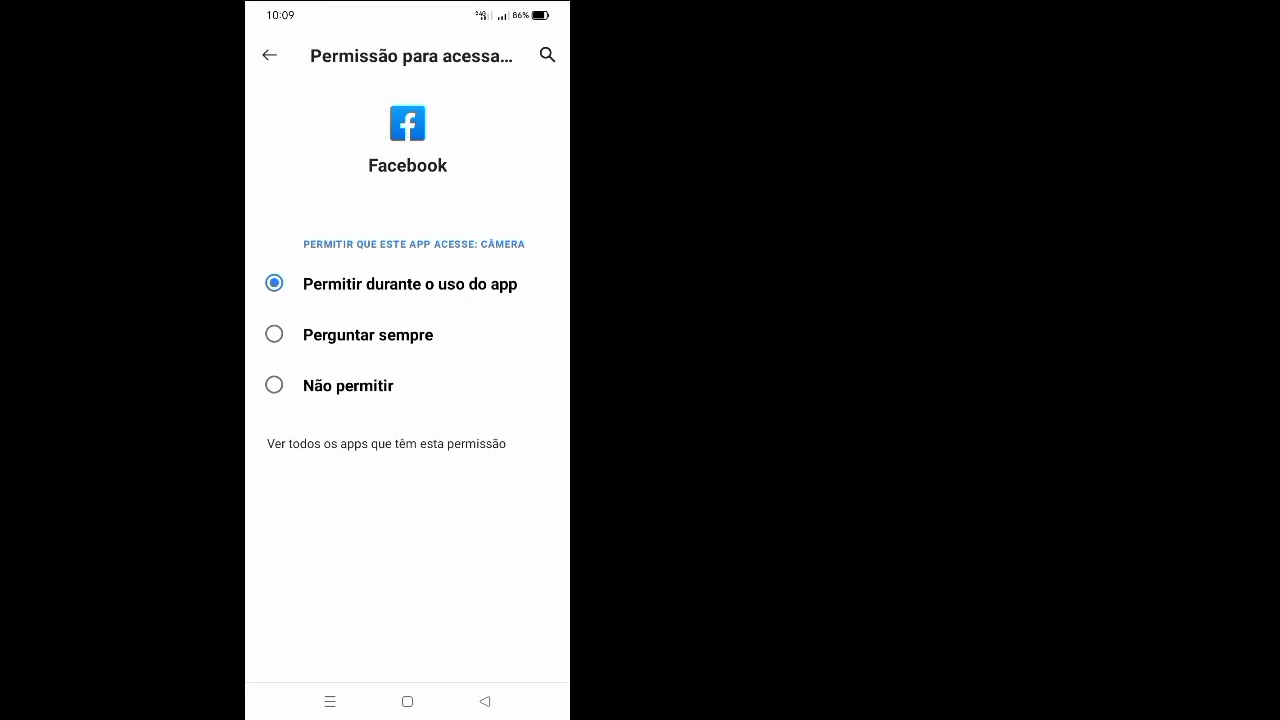 10:09
86%
Permissão para acessa...
Facebook
PERMITIR QUE ESTE APP ACESSE: CÂMERA
Permitir durante o uso do app
Perguntar sempre
Não permitir
Ver todos os apps que têm esta permissão